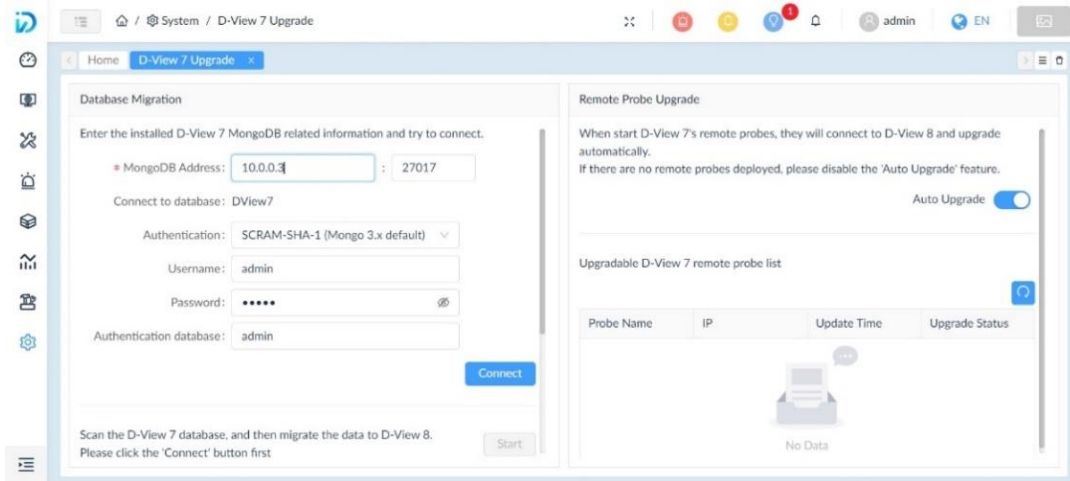 / System / D-View 7 Upgrade
1
admin
EN
Home
D-View 7 Upgrade ×
Database Migration
Enter the installed D-View 7 MongoDB related information and try to connect.
* MongoDB Address: 10.0.0.3 : 27017
Connect to database: DView7
Authentication: SCRAM-SHA-1 (Mongo 3.x default)
Username: admin
Password: •••••
Authentication database: admin
Connect
Scan the D-View 7 database, and then migrate the data to D-View 8.
Please click the 'Connect' button first
Start
Remote Probe Upgrade
When start D-View 7's remote probes, they will connect to D-View 8 and upgrade
automatically.
If there are no remote probes deployed, please disable the 'Auto Upgrade' feature.
Auto Upgrade
Upgradable D-View 7 remote probe list
Probe Name IP Update Time Upgrade Status
No Data